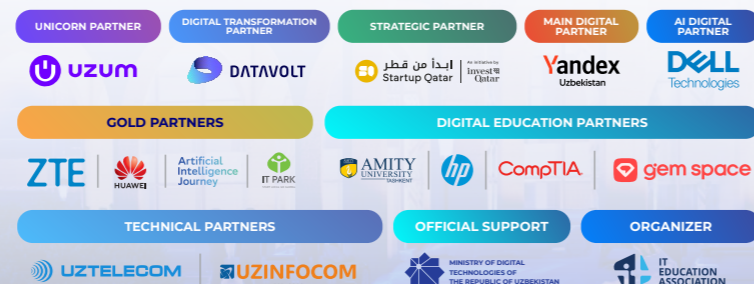 UNICORN PARTNER
DIGITAL TRANSFORMATION
PARTNER
STRATEGIC PARTNER
MAIN DIGITAL
PARTNER
AI DIGITAL
PARTNER
uzum
DATAVOLT
ابدأ من قطر
Startup Qatar
An initiative by
invest
Qatar
Yandex
Uzbekistan
DELL
Technologies
GOLD PARTNERS
DIGITAL EDUCATION PARTNERS
ZTE
HUAWEI
Artificial
Intelligence
Journey
IT PARK
AMITY
UNIVERSITY
TASHKENT
hp
CompTIA.
gem space
TECHNICAL PARTNERS
OFFICIAL SUPPORT
ORGANIZER
UZTELECOM
UZINFOCOM
MINISTRY OF DIGITAL
TECHNOLOGIES OF
THE REPUBLIC OF UZBEKISTAN
IT
EDUCATION
ASSOCIATION